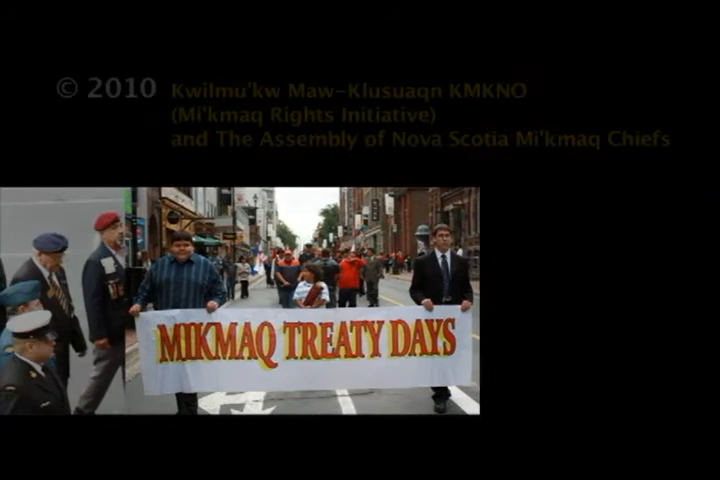 © 2010 Kwilmu'kw Maw-Klusuaqn KMKNO
(Mi'kmaq Rights Initiative)
and The Assembly of Nova Scotia Mi'kmaq Chiefs
MIKMAQ TREATY DAYS